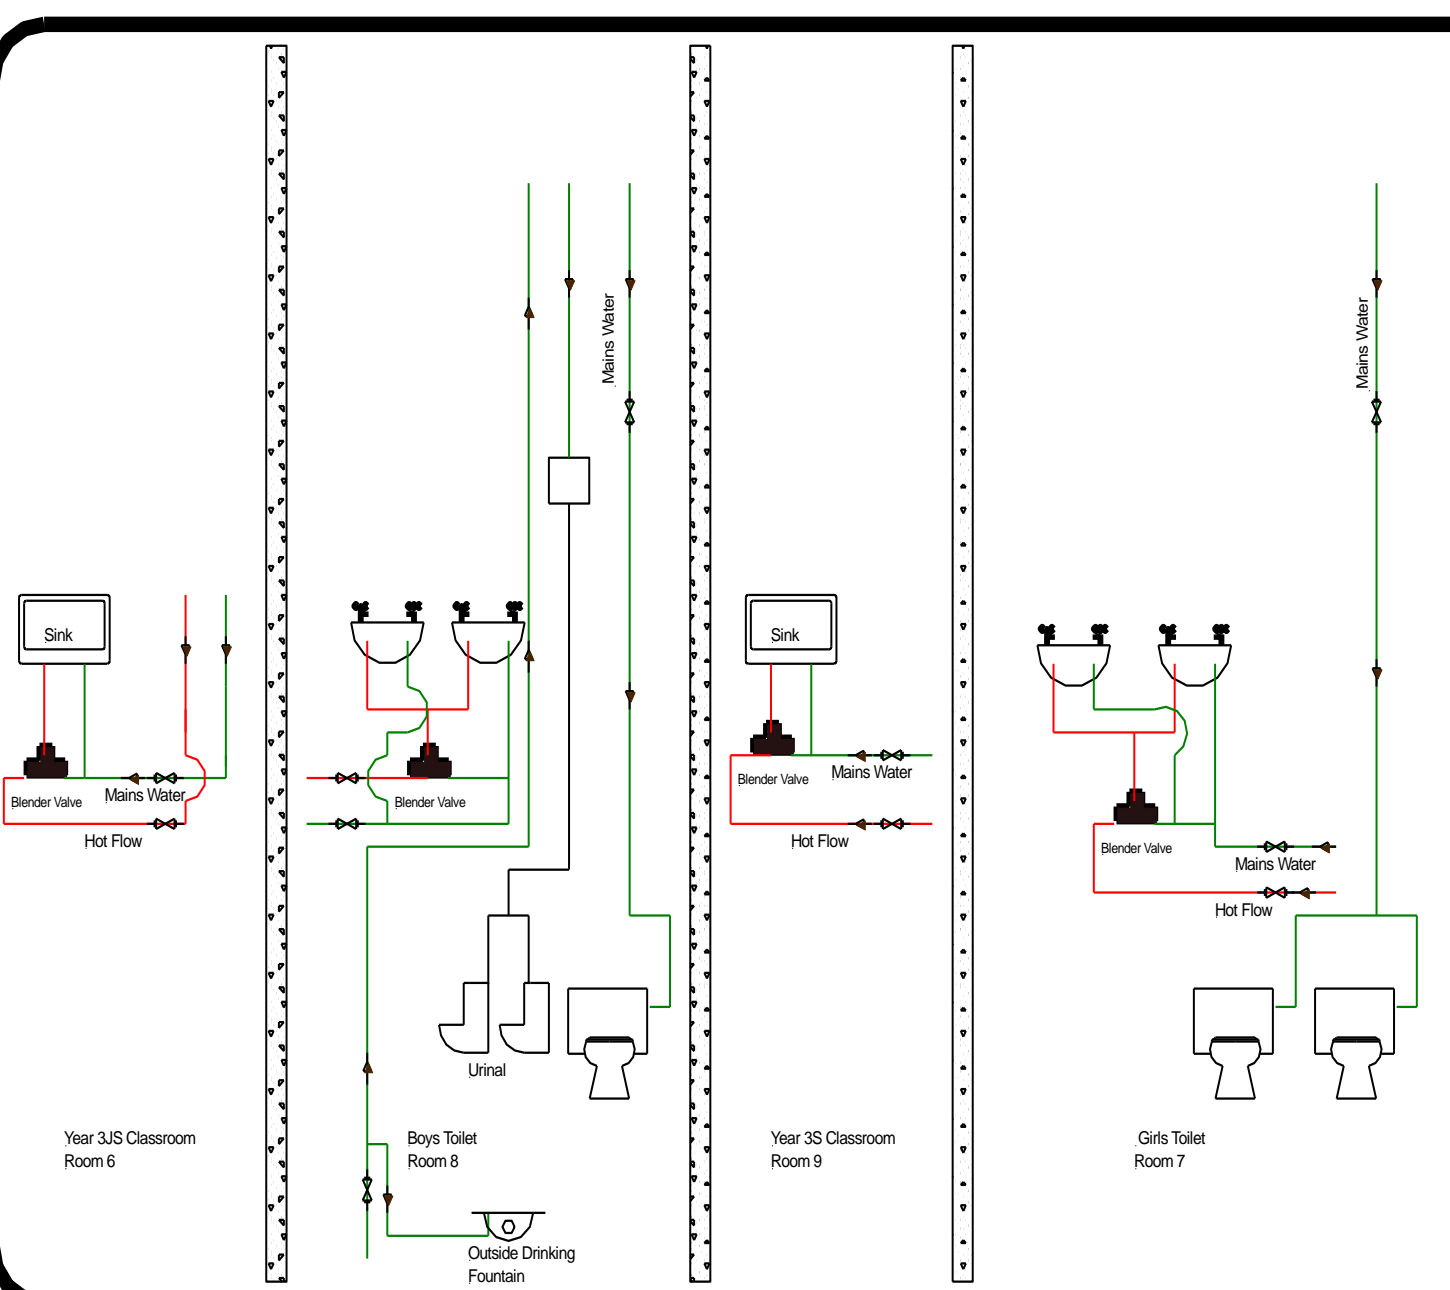 Mains Water
Mains Water
Sink
Blender Valve
Mains Water
Hot Flow
Blender Valve
Sink
Blender Valve
Mains Water
Hot Flow
Blender Valve
Mains Water
Hot Flow
Urinal
Year 3JS Classroom
Room 6
Boys Toilet
Room 8
Year 3S Classroom
Room 9
Girls Toilet
Room 7
Outside Drinking
Fountain